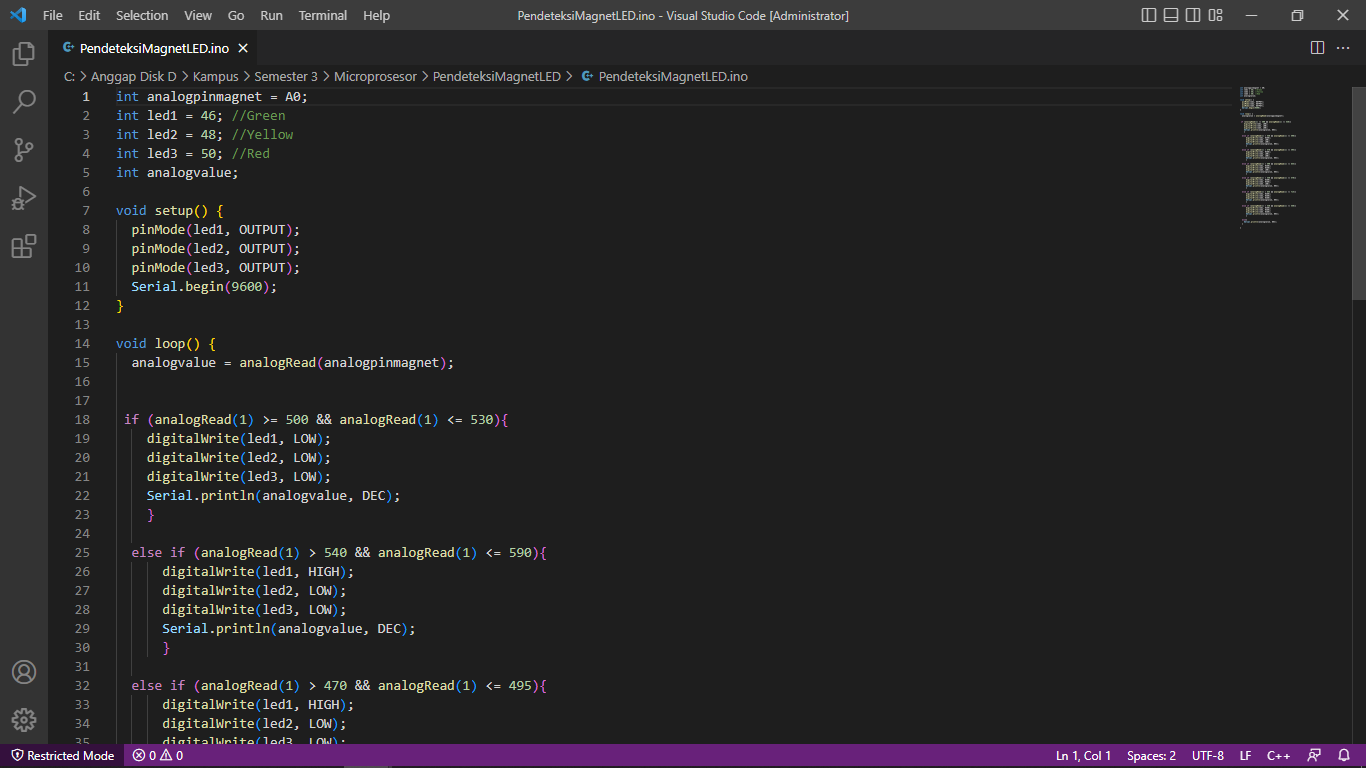 File Edit Selection View Go Run Terminal Help PendeteksiMagnetLED.ino - Visual Studio Code [Administrator]
PendeteksiMagnetLED.ino
C: > Anggap Disk D > Kampus > Semester 3 > Microprosesor > PendeteksiMagnetLED > PendeteksiMagnetLED.ino
1 int analogpinmagnet = A0;
2 int led1 = 46; //Green
3 int led2 = 48; //Yellow
4 int led3 = 50; //Red
5 int analogvalue;
6
7 void setup() {
8 pinMode(led1, OUTPUT);
9 pinMode(led2, OUTPUT);
10 pinMode(led3, OUTPUT);
11 Serial.begin(9600);
12 }
13
14 void loop() {
15 analogvalue = analogRead(analogpinmagnet);
16
17
18 if (analogRead(1) >= 500 && analogRead(1) <= 530){
19 digitalWrite(led1, LOW);
20 digitalWrite(led2, LOW);
21 digitalWrite(led3, LOW);
22 Serial.println(analogvalue, DEC);
23 }
24
25 else if (analogRead(1) > 540 && analogRead(1) <= 590){
26 digitalWrite(led1, HIGH);
27 digitalWrite(led2, LOW);
28 digitalWrite(led3, LOW);
29 Serial.println(analogvalue, DEC);
30 }
31
32 else if (analogRead(1) > 470 && analogRead(1) <= 495){
33 digitalWrite(led1, HIGH);
34 digitalWrite(led2, LOW);
35 digitalWrite(led3, LOW);
Restricted Mode 0 0 Ln 1, Col 1 Spaces: 2 UTF-8 LF C++